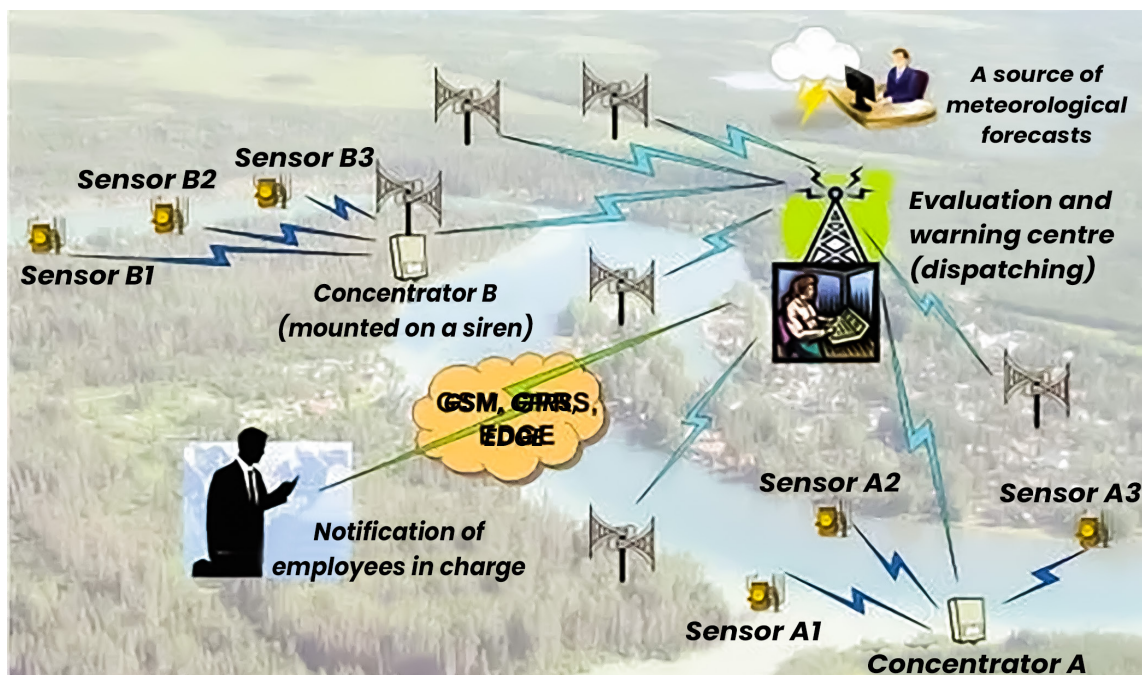 A source of
meteorological
forecasts
Sensor B3
Sensor B2
Sensor B1
Evaluation and
warning centre
(dispatching)
Concentrator B
(mounted on a siren)
GSM, GPRS,
EDGE
Notification of
employees in charge
Sensor A2
Sensor A3
Sensor A1
Concentrator A